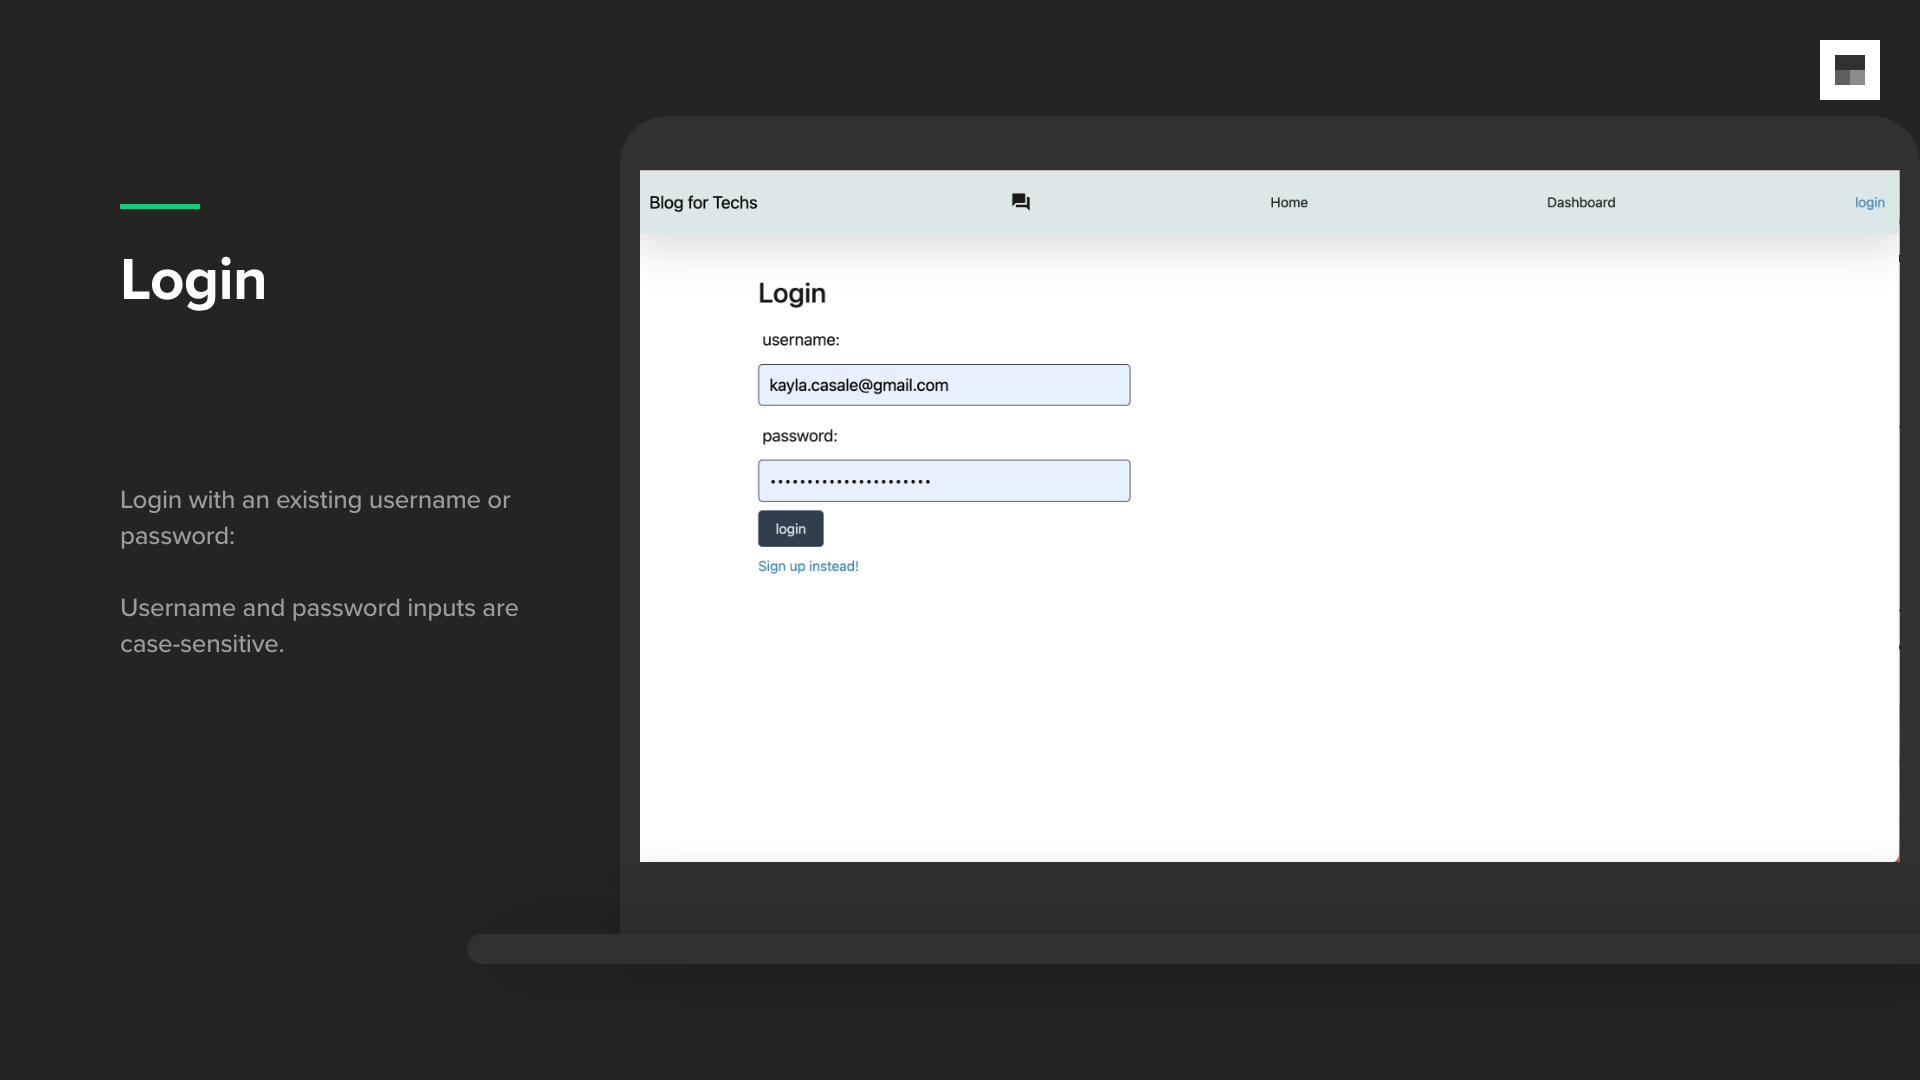 Login
Login with an existing username or
password:
Username and password inputs are
case-sensitive.
Blog for Techs
Home
Dashboard
login
Login
username:
kayla.casale@gmail.com
password:
••••••••••••••••••••••
login
Sign up instead!